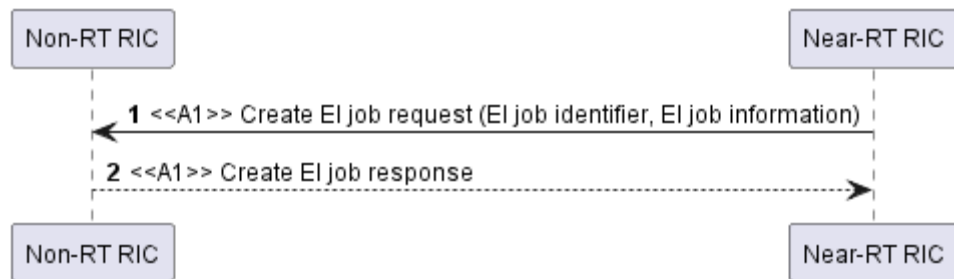 Non-RT RIC
Near-RT RIC
1 <<A1>> Create EI job request (EI job identifier, EI job information)
2 <<A1>> Create EI job response
Non-RT RIC
Near-RT RIC